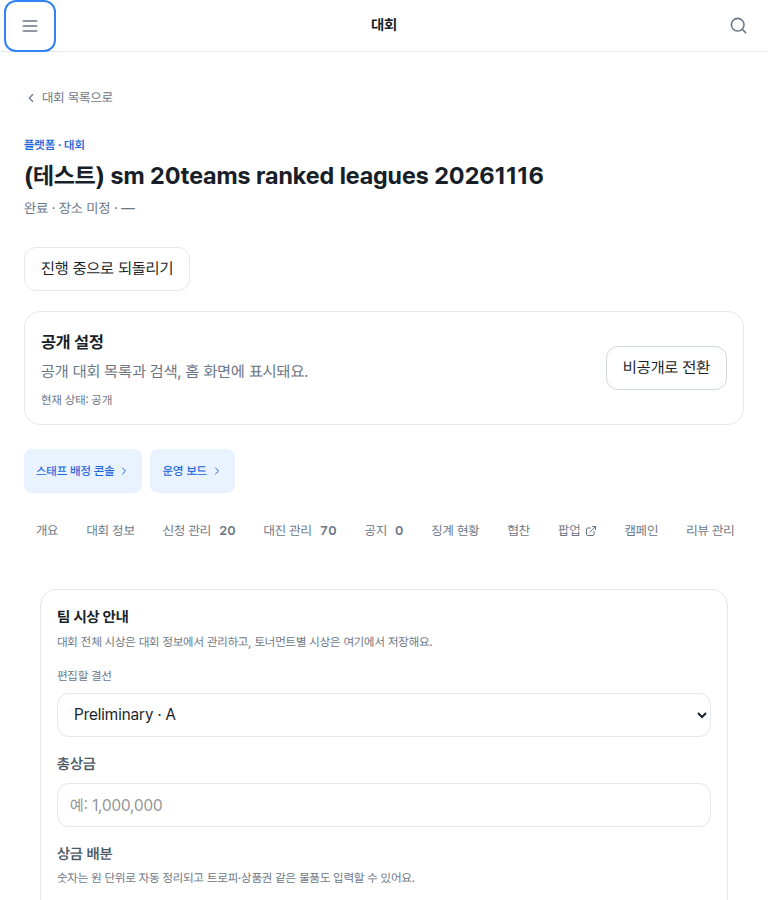 대회
대회 목록으로
플랫폼 · 대회
(테스트) sm 20teams ranked leagues 20261116
완료 · 장소 미정 · —
진행 중으로 되돌리기
공개 설정
공개 대회 목록과 검색, 홈 화면에 표시돼요.
현재 상태: 공개
비공개로 전환
스태프 배정 콘솔
운영 보드
개요 대회 정보 신청 관리 20 대진 관리 70 공지 0 징계 현황 협찬 팝업 캠페인 리뷰 관리
팀 시상 안내
대회 전체 시상은 대회 정보에서 관리하고, 토너먼트별 시상은 여기에서 저장해요.
편집할 결선
Preliminary · A
총상금
예: 1,000,000
상금 배분
숫자는 원 단위로 자동 정리되고 트로피·상품권 같은 물품도 입력할 수 있어요.